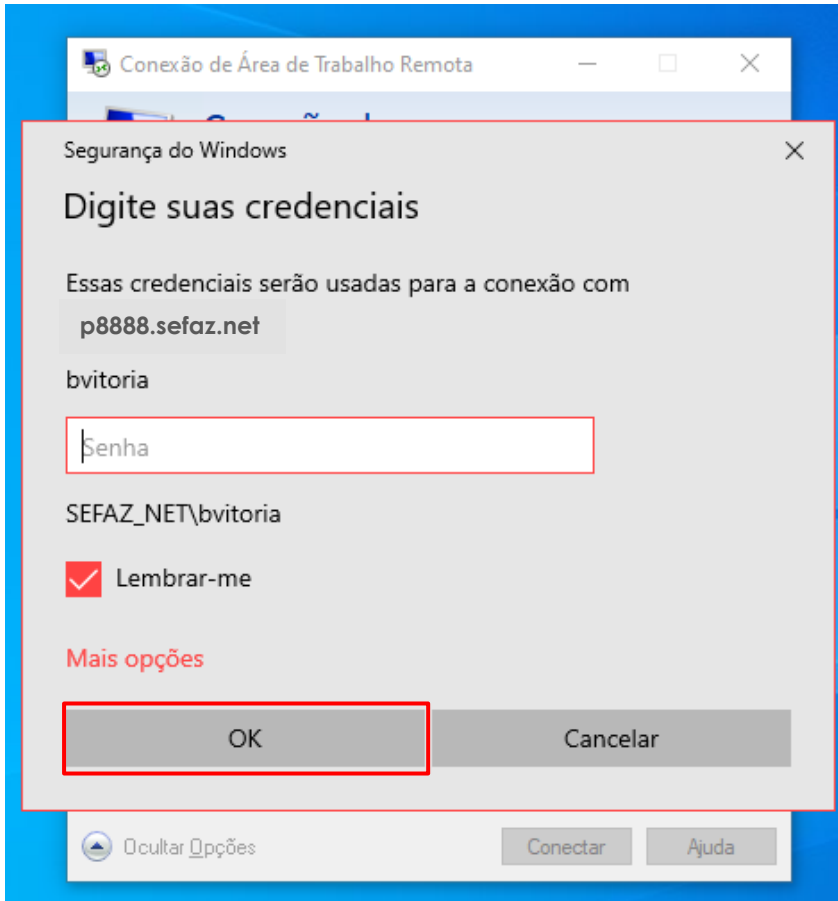 Conexão de Área de Trabalho Remota
Segurança do Windows
Digite suas credenciais
Essas credenciais serão usadas para a conexão com
p8888.sefaz.net
bvitoria
Senha
SEFAZ_NET\bvitoria
Lembrar-me
Mais opções
OK Cancelar
Ocultar Opções Conectar Ajuda